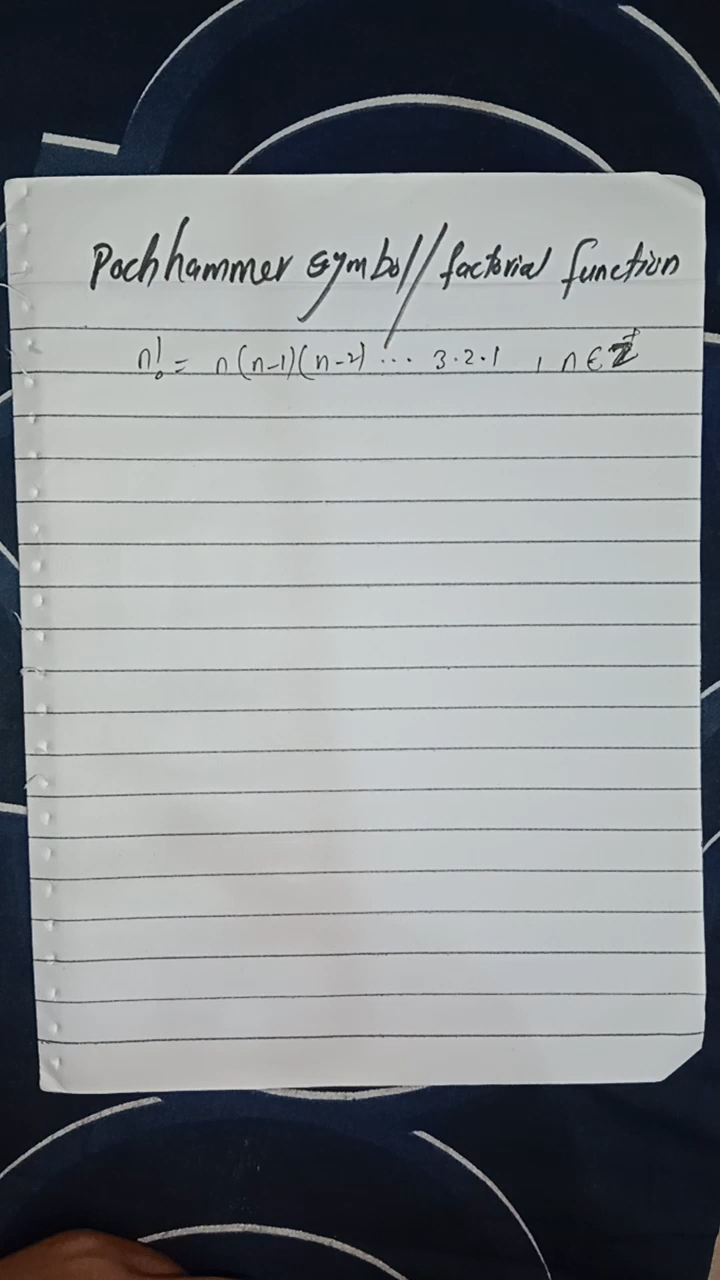 Pochhammer symbol/factorial function
n! = n(n-1)(n-2) ... 3.2.1 , n ∈ Z⁺